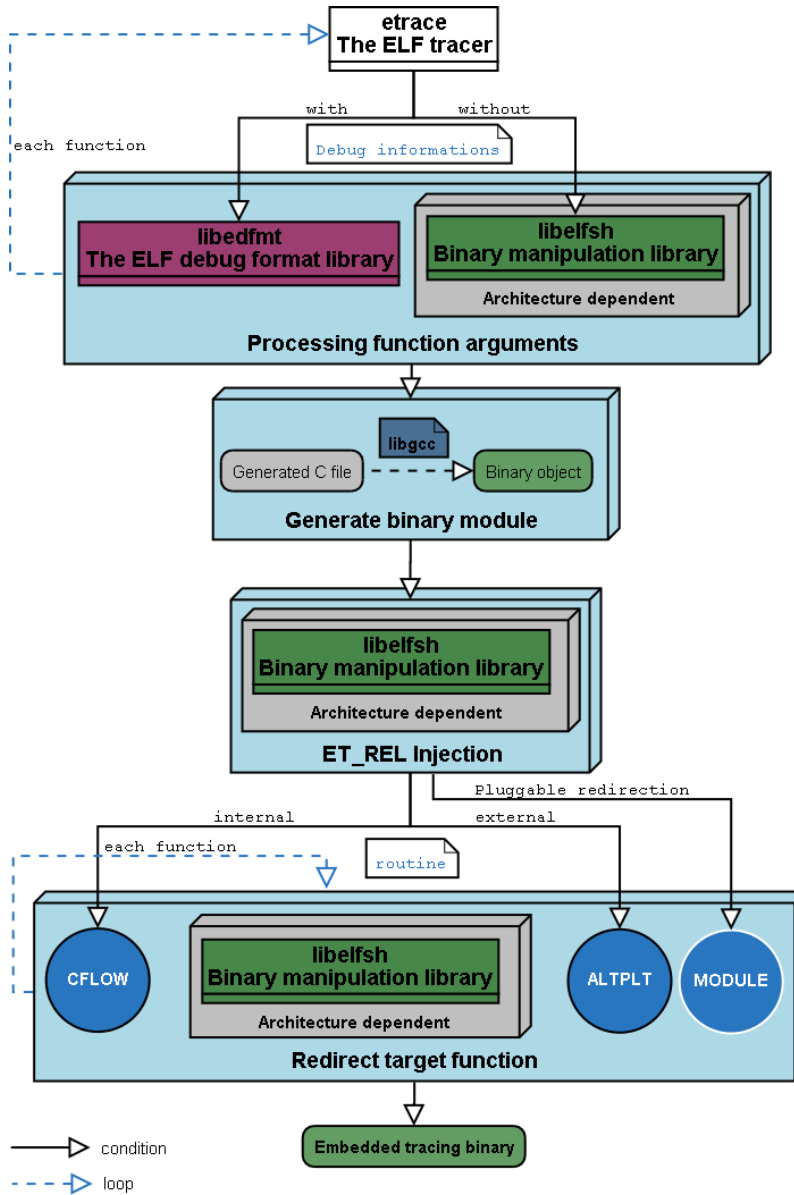 etrace
The ELF tracer
with
without
each function
Debug informations
libedfmt
The ELF debug format library
libelfsh
Binary manipulation library
Architecture dependent
Processing function arguments
libgcc
Generated C file
Binary object
Generate binary module
libelfsh
Binary manipulation library
Architecture dependent
ET_REL Injection
Pluggable redirection
internal
external
each function
routine
CFLOW
libelfsh
Binary manipulation library
Architecture dependent
ALTPLT
MODULE
Redirect target function
Embedded tracing binary
condition
loop